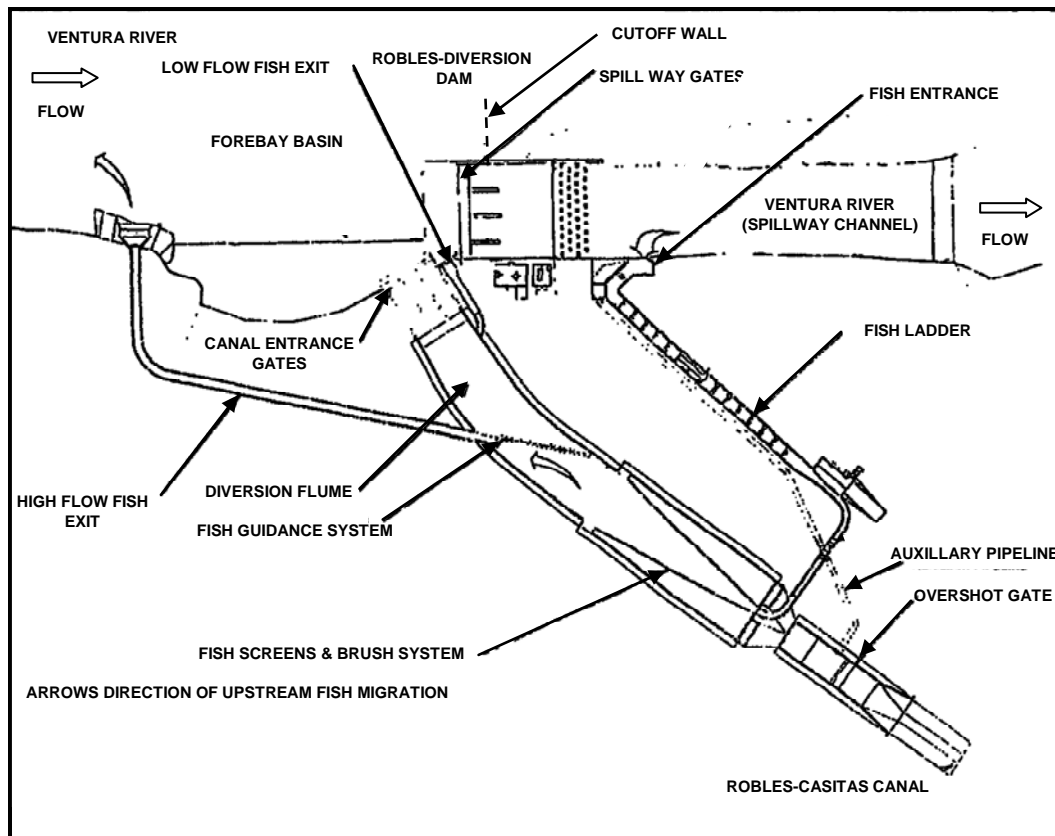 VENTURA RIVER
FLOW
LOW FLOW FISH EXIT
ROBLES-DIVERSION
DAM
CUTOFF WALL
SPILL WAY GATES
FISH ENTRANCE
FOREBAY BASIN
VENTURA RIVER
(SPILLWAY CHANNEL)
FLOW
CANAL ENTRANCE
GATES
FISH LADDER
HIGH FLOW FISH
EXIT
DIVERSION FLUME
FISH GUIDANCE SYSTEM
AUXILLARY PIPELINE
OVERSHOT GATE
FISH SCREENS & BRUSH SYSTEM
ARROWS DIRECTION OF UPSTREAM FISH MIGRATION
ROBLES-CASITAS CANAL